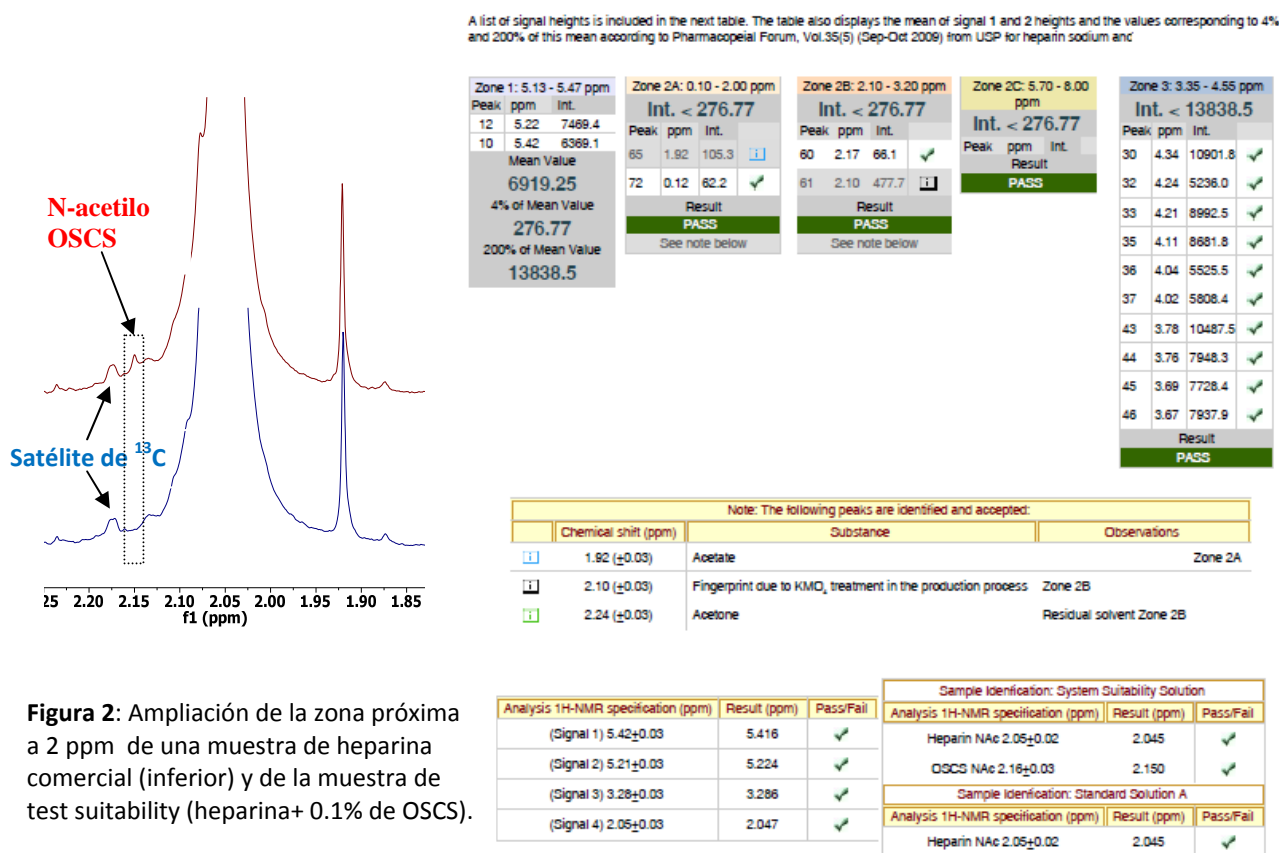 A list of signal heights is included in the next table. The table also displays the mean of signal 1 and 2 heights and the values corresponding to 4%
and 200% of this mean according to Pharmacopeial Forum, Vol.35(5) (Sep-Oct 2009) from USP for heparin sodium and
N-acetilo
OSCS
Satélite de ¹³C
25 2.20 2.15 2.10 2.05 2.00 1.95 1.90 1.85
f1 (ppm)
Zone 1: 5.13 - 5.47 ppm
Peak ppm Int.
12 5.22 7469.4
10 5.42 6369.1
Mean Value
6919.25
4% of Mean Value
276.77
200% of Mean Value
13838.5
Zone 2A: 0.10 - 2.00 ppm
Int. < 276.77
Peak ppm Int.
65 1.92 105.3 i
72 0.12 62.2 ✓
Result
PASS
See note below
Zone 2B: 2.10 - 3.20 ppm
Int. < 276.77
Peak ppm Int.
60 2.17 66.1 ✓
61 2.10 477.7 i
Result
PASS
See note below
Zone 2C: 5.70 - 8.00
ppm
Int. < 276.77
Peak ppm Int.
Result
PASS
Zone 3: 3.35 - 4.55 ppm
Int. < 13838.5
Peak ppm Int.
30 4.34 10901.8 ✓
32 4.24 5236.0 ✓
33 4.21 8992.5 ✓
35 4.11 8681.8 ✓
36 4.04 5525.5 ✓
37 4.02 5808.4 ✓
43 3.78 10487.5 ✓
44 3.76 7948.3 ✓
45 3.69 7728.4 ✓
46 3.67 7937.9 ✓
Result
PASS
Note: The following peaks are identified and accepted:
Chemical shift (ppm) Substance Observations
i 1.92 (±0.03) Acetate Zone 2A
i 2.10 (±0.03) Fingerprint due to KMO₄ treatment in the production process Zone 2B
i 2.24 (±0.03) Acetone Residual solvent Zone 2B
Figura 2: Ampliación de la zona próxima
a 2 ppm de una muestra de heparina
comercial (inferior) y de la muestra de
test suitability (heparina+ 0.1% de OSCS).
Analysis 1H-NMR specification (ppm) Result (ppm) Pass/Fail
(Signal 1) 5.42±0.03 5.416 ✓
(Signal 2) 5.21±0.03 5.224 ✓
(Signal 3) 3.28±0.03 3.286 ✓
(Signal 4) 2.05±0.03 2.047 ✓
Sample Idenfication: System Suitability Solution
Analysis 1H-NMR specification (ppm) Result (ppm) Pass/Fail
Heparin NAc 2.05±0.02 2.045 ✓
OSCS NAc 2.16±0.03 2.150 ✓
Sample Idenfication: Standard Solution A
Analysis 1H-NMR specification (ppm) Result (ppm) Pass/Fail
Heparin NAc 2.05±0.02 2.045 ✓